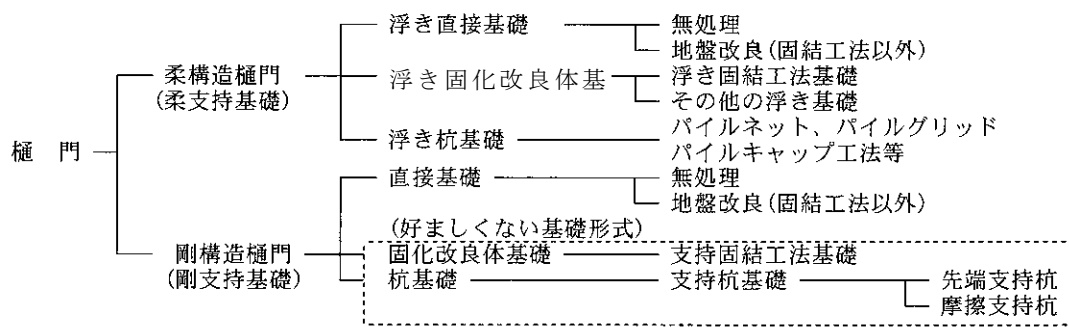 浮き直接基礎 無処理
地盤改良(固結工法以外)
柔構造樋門 浮き固化改良体基 浮き固結工法基礎
(柔支持基礎) その他の浮き基礎
浮き杭基礎 パイルネット、パイルグリッド
樋 門 パイルキャップ工法等
直接基礎 無処理
地盤改良(固結工法以外)
(好ましくない基礎形式)
剛構造樋門 固化改良体基礎 支持固結工法基礎
(剛支持基礎) 杭基礎 支持杭基礎 先端支持杭
摩擦支持杭